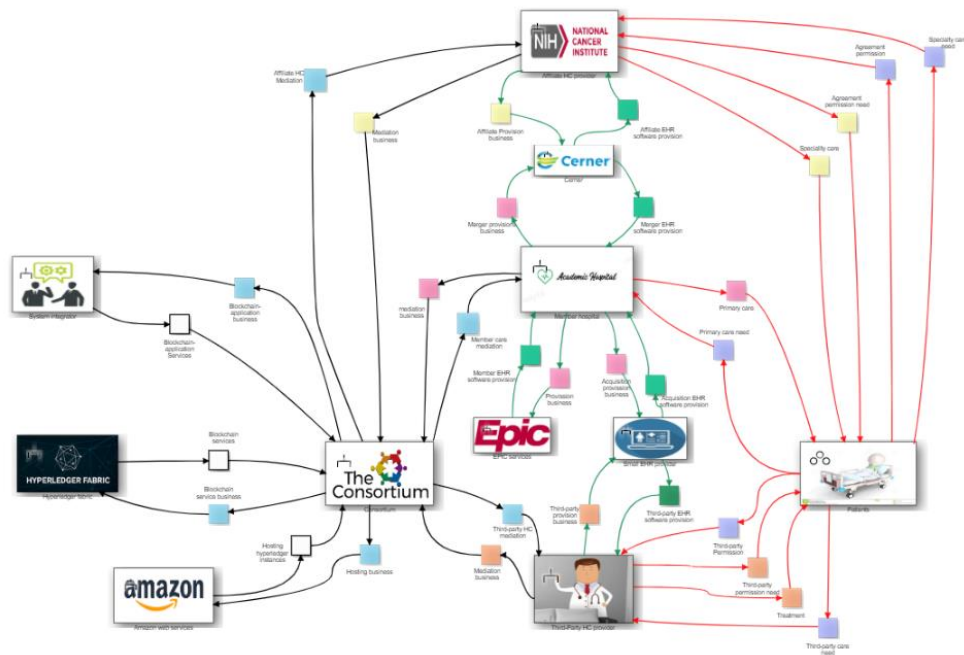 NIH
NATIONAL
CANCER
INSTITUTE
Affiliate HC provider
Specialty care
need
Agreement
permission
Affiliate HC
Mediation
Mediation
business
Affiliate Provision
business
Affiliate EHR
software provision
Agreement
permission need
Speciality care
Cerner
Cerner
Merger provisions
business
Merger EHR
software provision
Academic Hospital
Member hospital
System integrator
Blockchain-
application
business
Blockchain-
application
Services
mediation
business
Member care
mediation
Primary care
Primary care need
Member EHR
software provision
Provission
business
Acquisition
provission
business
Acquisition EHR
software provision
Epic
EPIC services
Small EHR provider
HYPERLEDGER FABRIC
Hyperledger fabric
Blockchain
services
Blockchain
service business
The
Consortium
Consortium
Patients
Third-party HC
mediation
Third-party
provision
business
Third-party EHR
software provision
Third-party
Permission
Hosting
hyperledger
instances
Hosting business
Mediation
business
Third-party
permission need
Treatment
amazon
Amazon web services
Third-Party HC provider
Third-party care
need